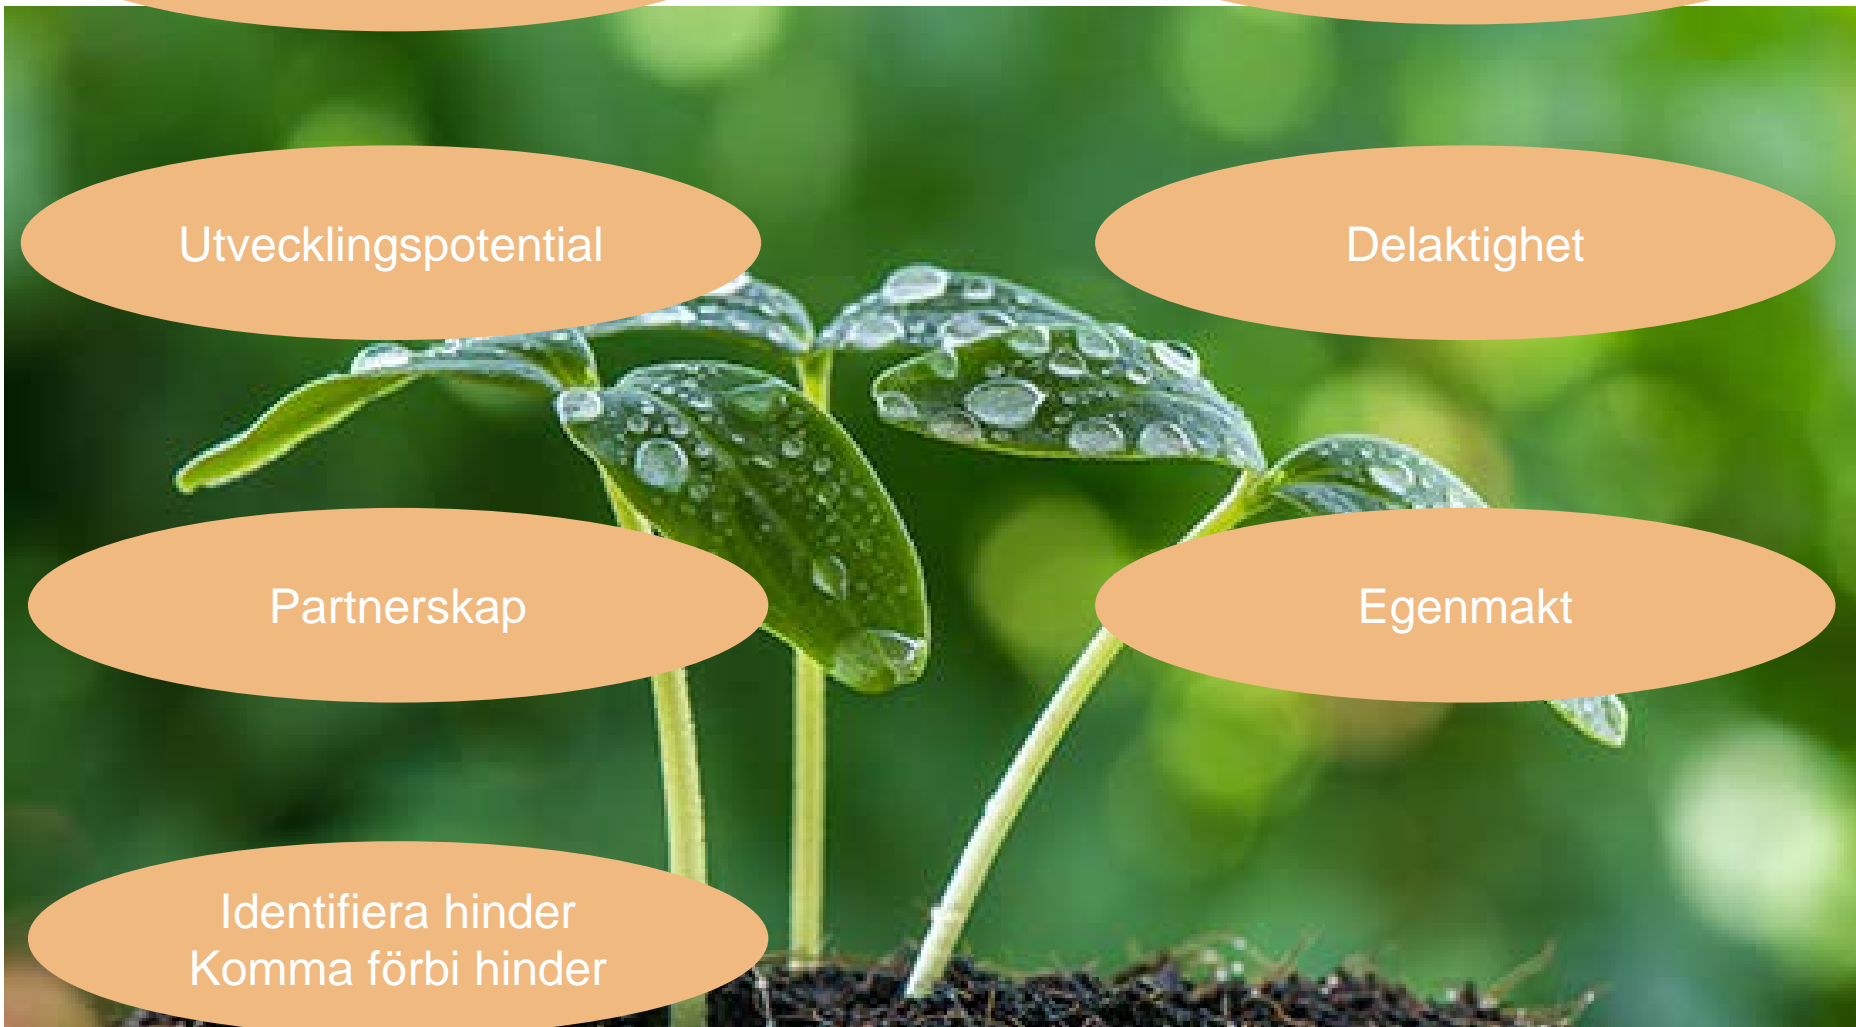 Utvecklingspotential
Delaktighet
Partnerskap
Egenmakt
Identifiera hinder
Komma förbi hinder